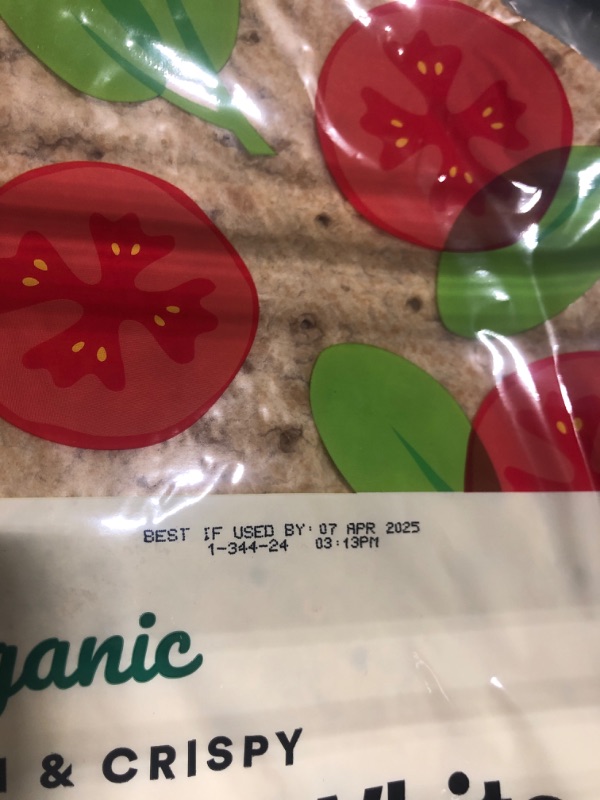 BEST IF USED BY: 07 APR 2025
1-344-24 03:13PM
ganic
& CRISPY